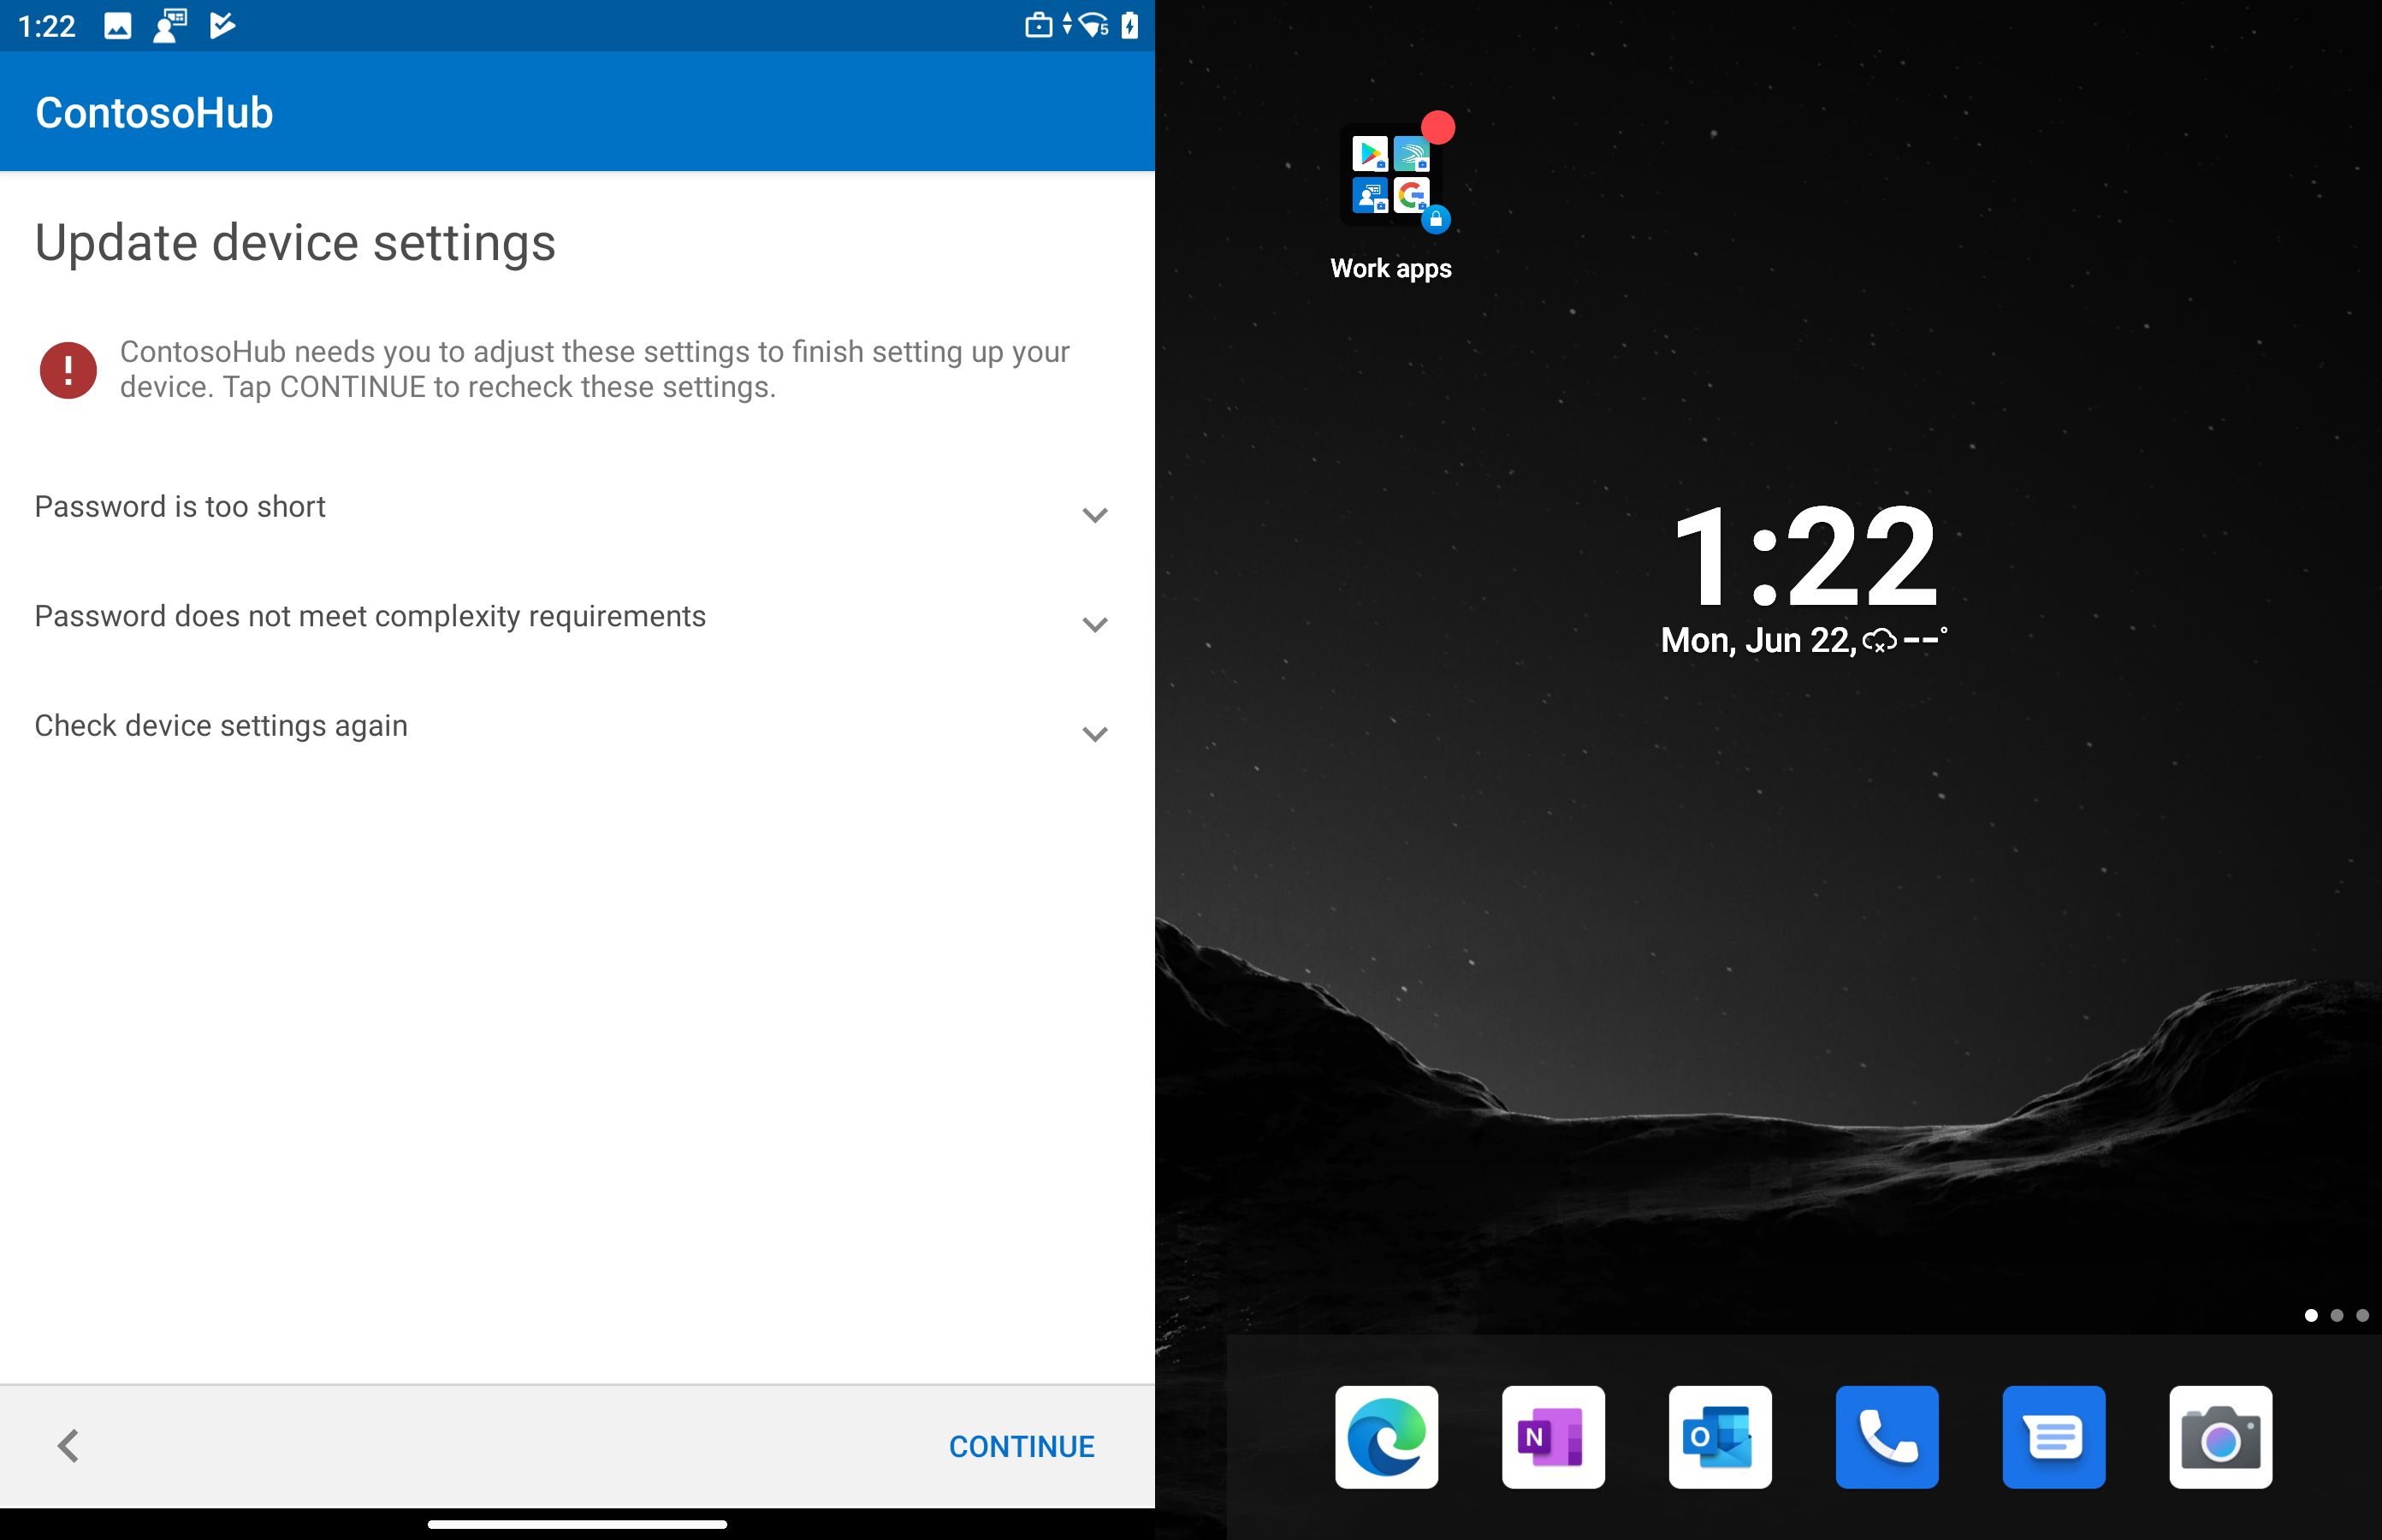 1:22
5
ContosoHub
Update device settings
ContosoHub needs you to adjust these settings to finish setting up your
device. Tap CONTINUE to recheck these settings.
Password is too short
Password does not meet complexity requirements
Check device settings again
CONTINUE
Work apps
1:22
Mon, Jun 22, --°
N
O